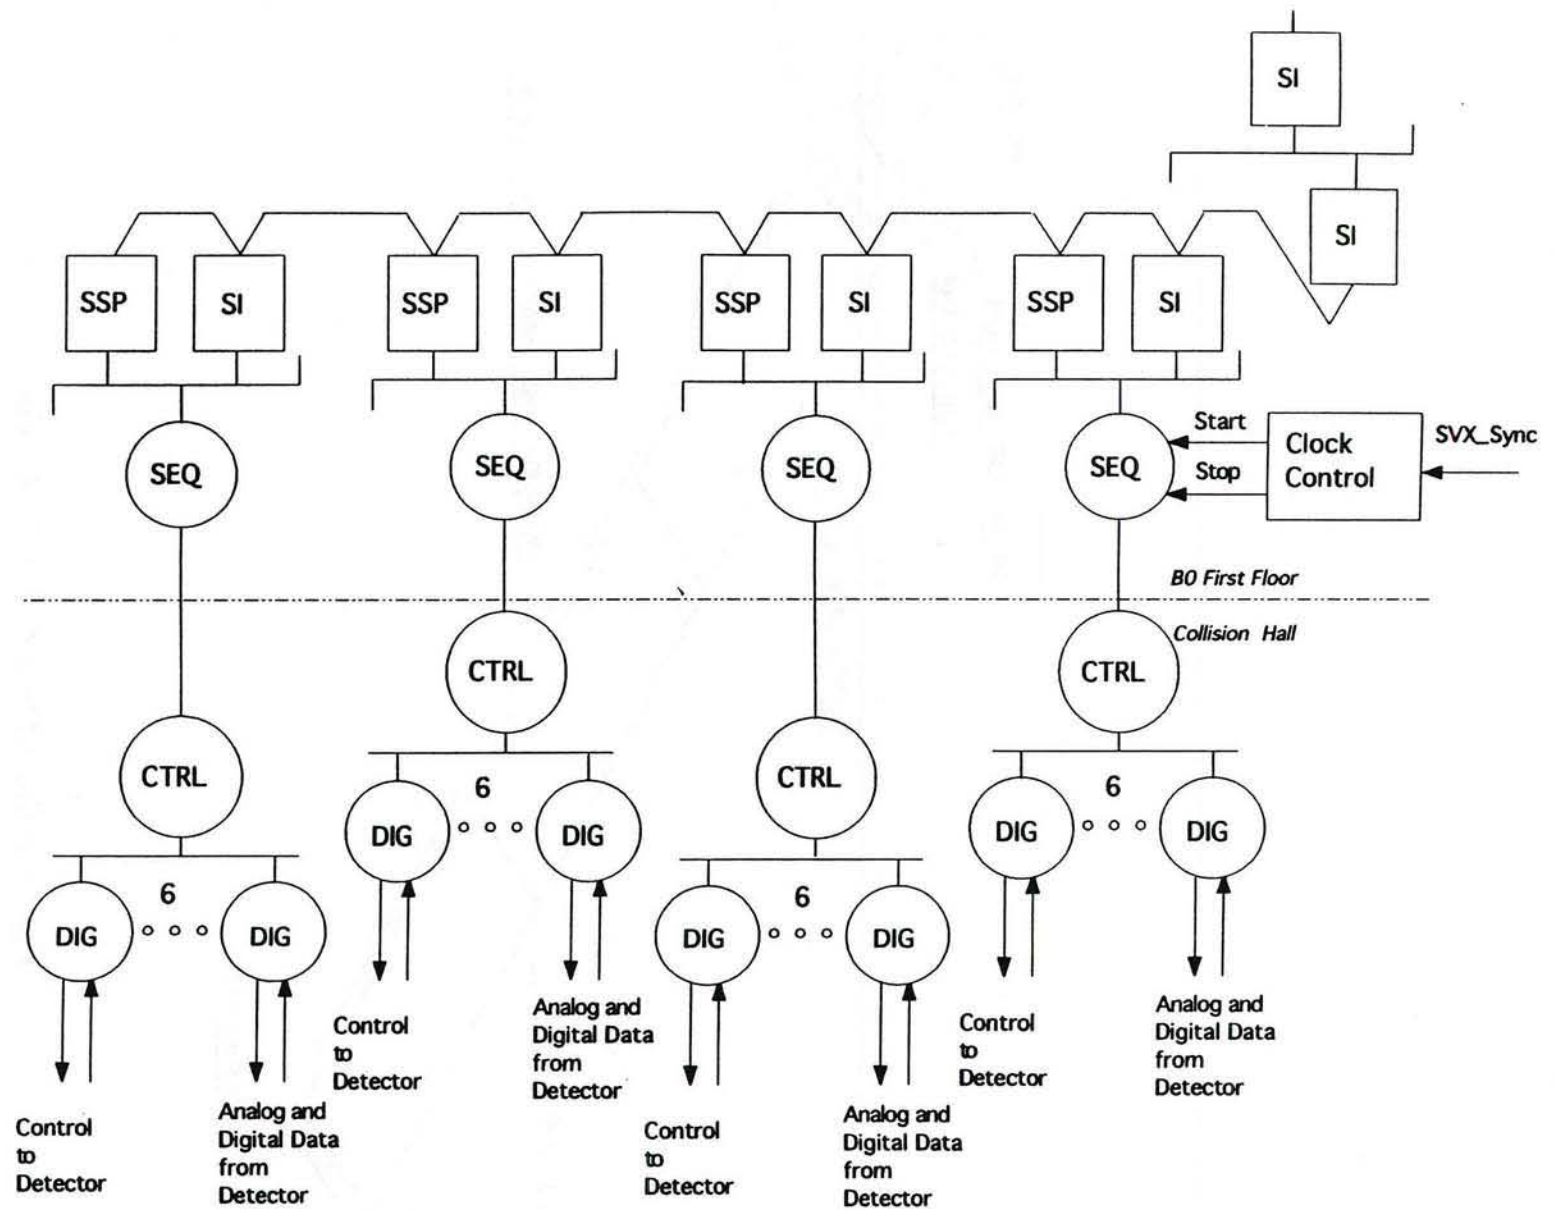 SI
SI
SSP
SI
SSP
SI
SSP
SI
SSP
SI
SEQ
SEQ
SEQ
SEQ
Start
Stop
Clock
Control
SVX_Sync
B0 First Floor
Collision Hall
CTRL
CTRL
CTRL
CTRL
6
DIG
DIG
6
DIG
DIG
6
DIG
DIG
6
DIG
DIG
Control
to
Detector
Analog and
Digital Data
from
Detector
Control
to
Detector
Analog and
Digital Data
from
Detector
Control
to
Detector
Analog and
Digital Data
from
Detector
Control
to
Detector
Analog and
Digital Data
from
Detector